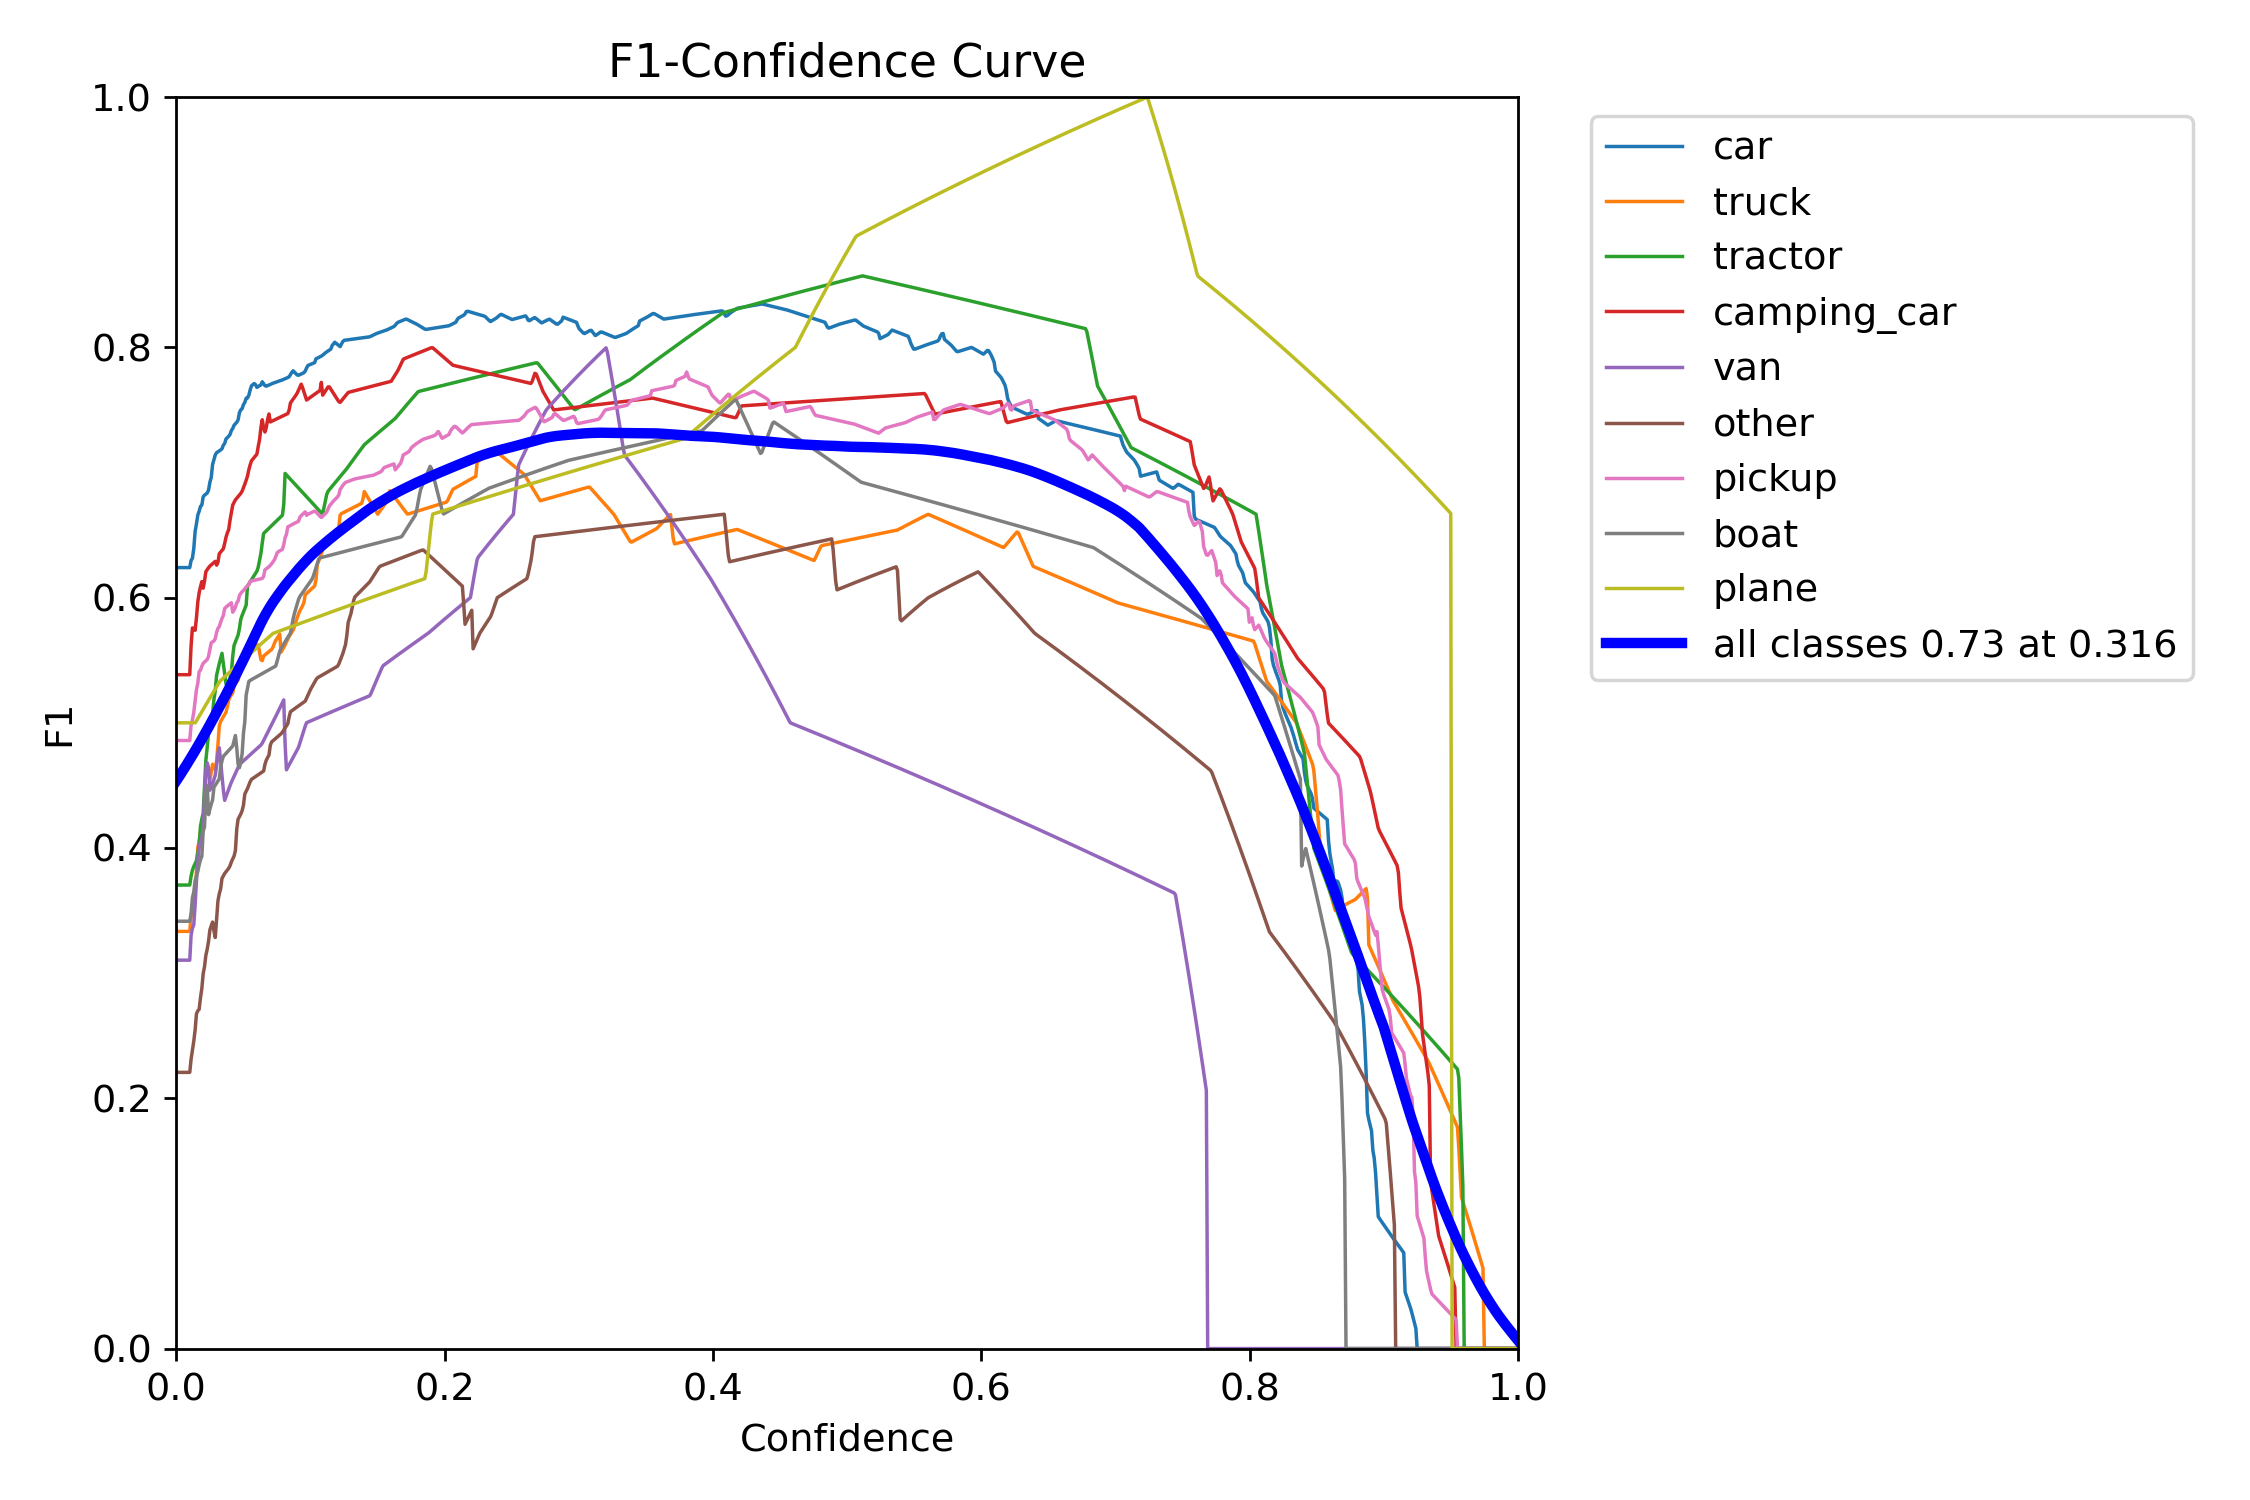 F1-Confidence Curve
1.0
0.8
0.6
0.4
0.2
0.0
F1
0.0 0.2 0.4 0.6 0.8 1.0
Confidence
car
truck
tractor
camping_car
van
other
pickup
boat
plane
all classes 0.73 at 0.316